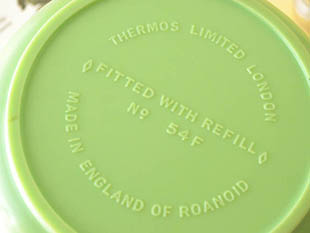 THERMOS LIMITED LONDON
FITTED WITH REFILL
Nº 54F
MADE IN ENGLAND OF ROANOID